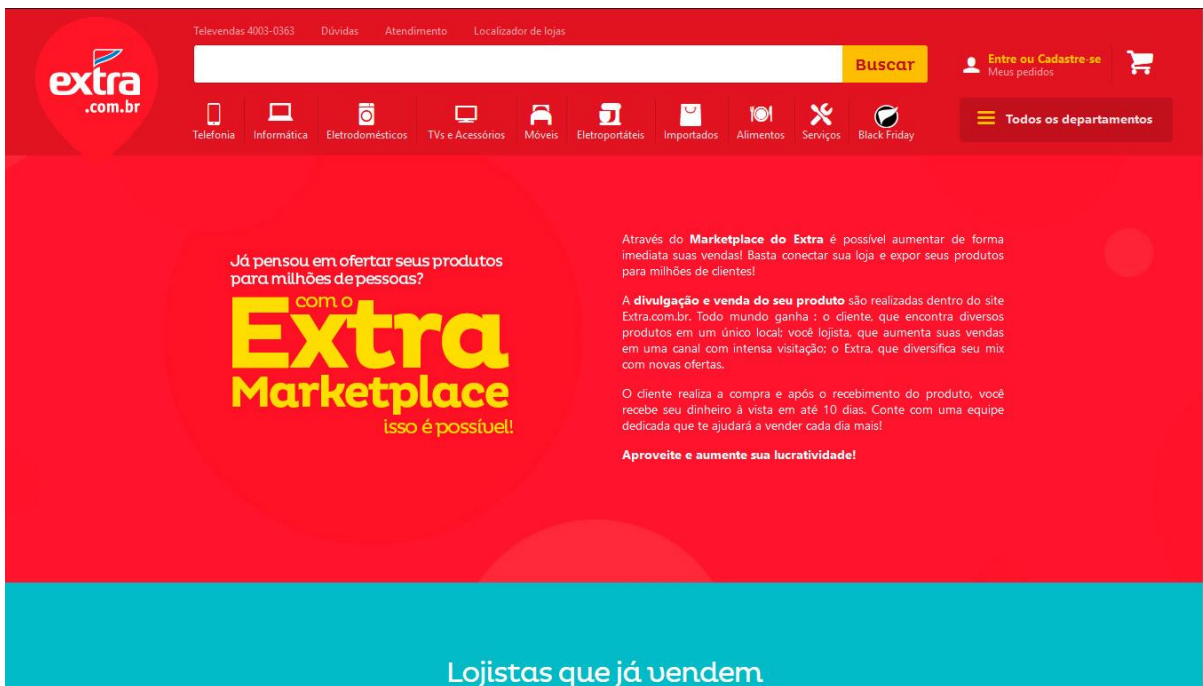 Televendas 4003-0363 Dúvidas Atendimento Localizador de lojas
extra
.com.br
Buscar
Entre ou Cadastre-se
Meus pedidos
Telefonia Informática Eletrodomésticos TVs e Acessórios Móveis Eletroportáteis Importados Alimentos Serviços Black Friday
Todos os departamentos
Já pensou em ofertar seus produtos
para milhões de pessoas?
com o
Extra
Marketplace
isso é possível!
Através do Marketplace do Extra é possível aumentar de forma
imediata suas vendas! Basta conectar sua loja e expor seus produtos
para milhões de clientes!
A divulgação e venda do seu produto são realizadas dentro do site
Extra.com.br. Todo mundo ganha : o cliente, que encontra diversos
produtos em um único local; você lojista, que aumenta suas vendas
em uma canal com intensa visitação; o Extra, que diversifica seu mix
com novas ofertas.
O cliente realiza a compra e após o recebimento do produto, você
recebe seu dinheiro à vista em até 10 dias. Conte com uma equipe
dedicada que te ajudará a vender cada dia mais!
Aproveite e aumente sua lucratividade!
Lojistas que já vendem